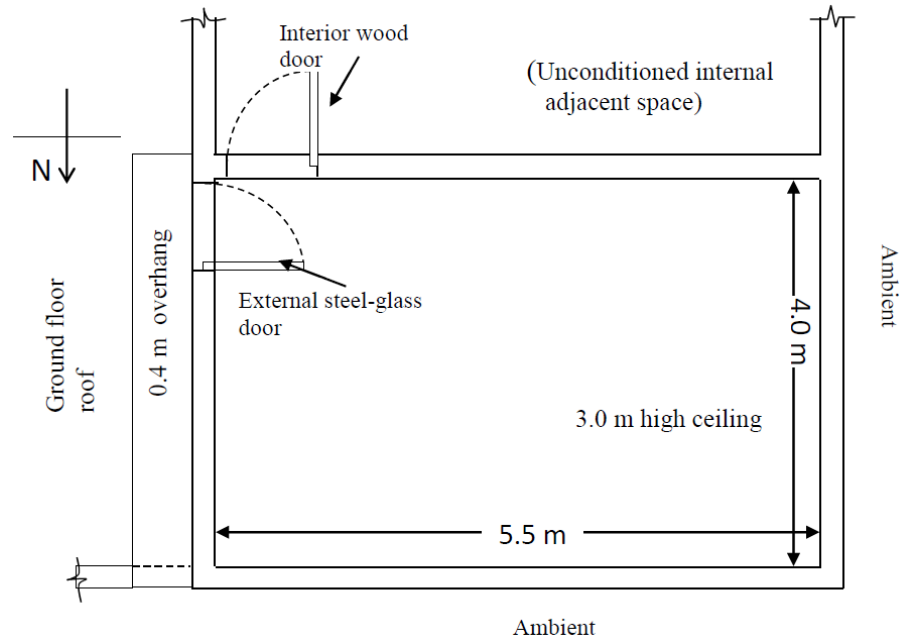 Interior wood
door
(Unconditioned internal
adjacent space)
N
Ground floor
roof
0.4 m overhang
External steel-glass
door
4.0 m
Ambient
3.0 m high ceiling
5.5 m
Ambient